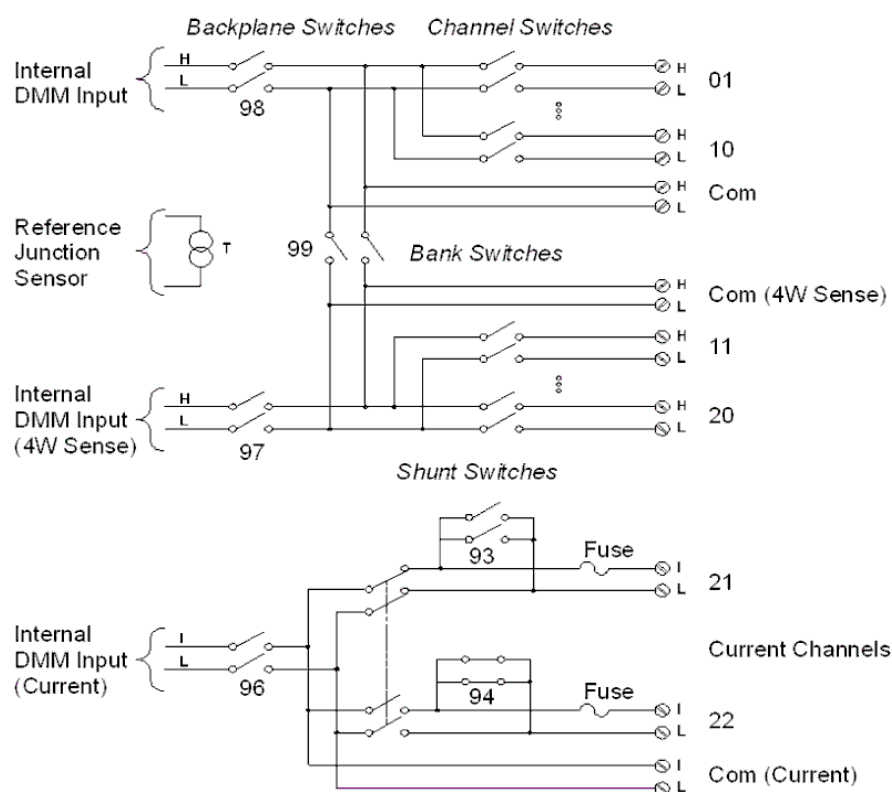 Backplane Switches Channel Switches
Internal
DMM Input
H
L
98
H
L
01
H
L
10
H
L
Com
Reference
Junction
Sensor
T
99
Bank Switches
H
L
Com (4W Sense)
H
L
11
Internal
DMM Input
(4W Sense)
H
L
97
H
L
20
Shunt Switches
93
Fuse
I
L
21
Internal
DMM Input
(Current)
I
L
96
Current Channels
94
Fuse
I
L
22
I
L
Com (Current)